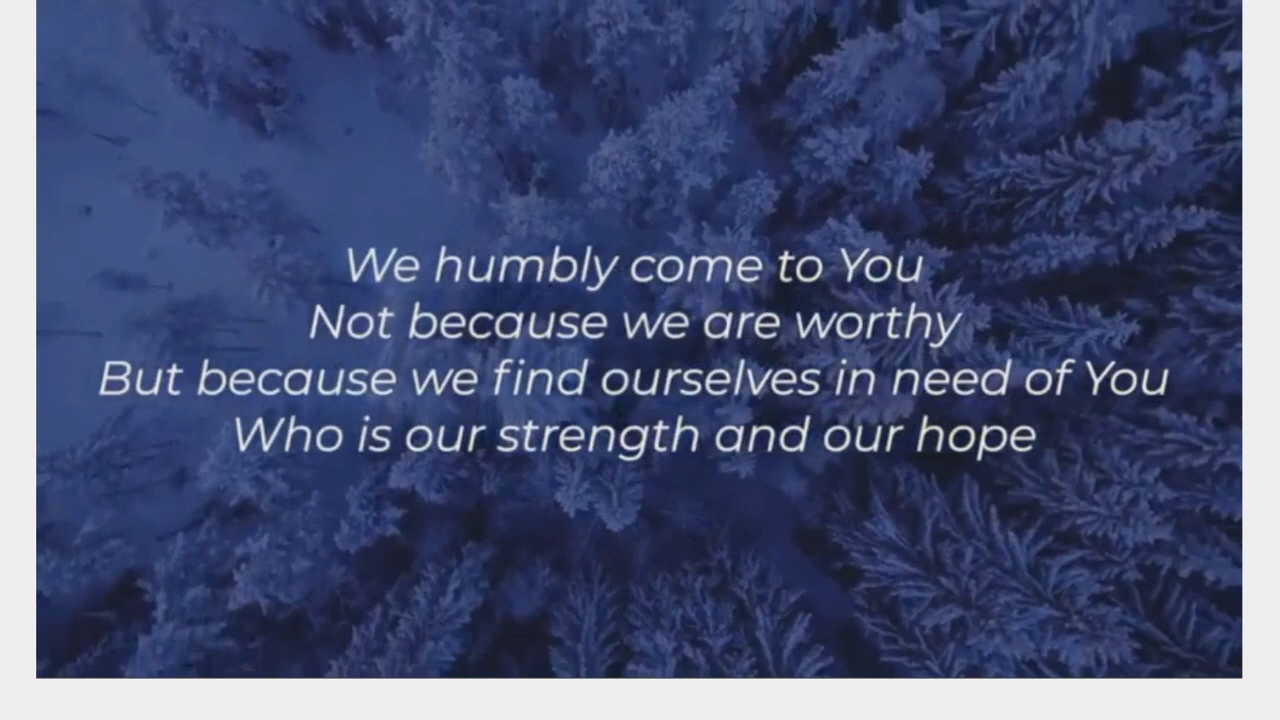 We humbly come to You
Not because we are worthy
But because we find ourselves in need of You
Who is our strength and our hope